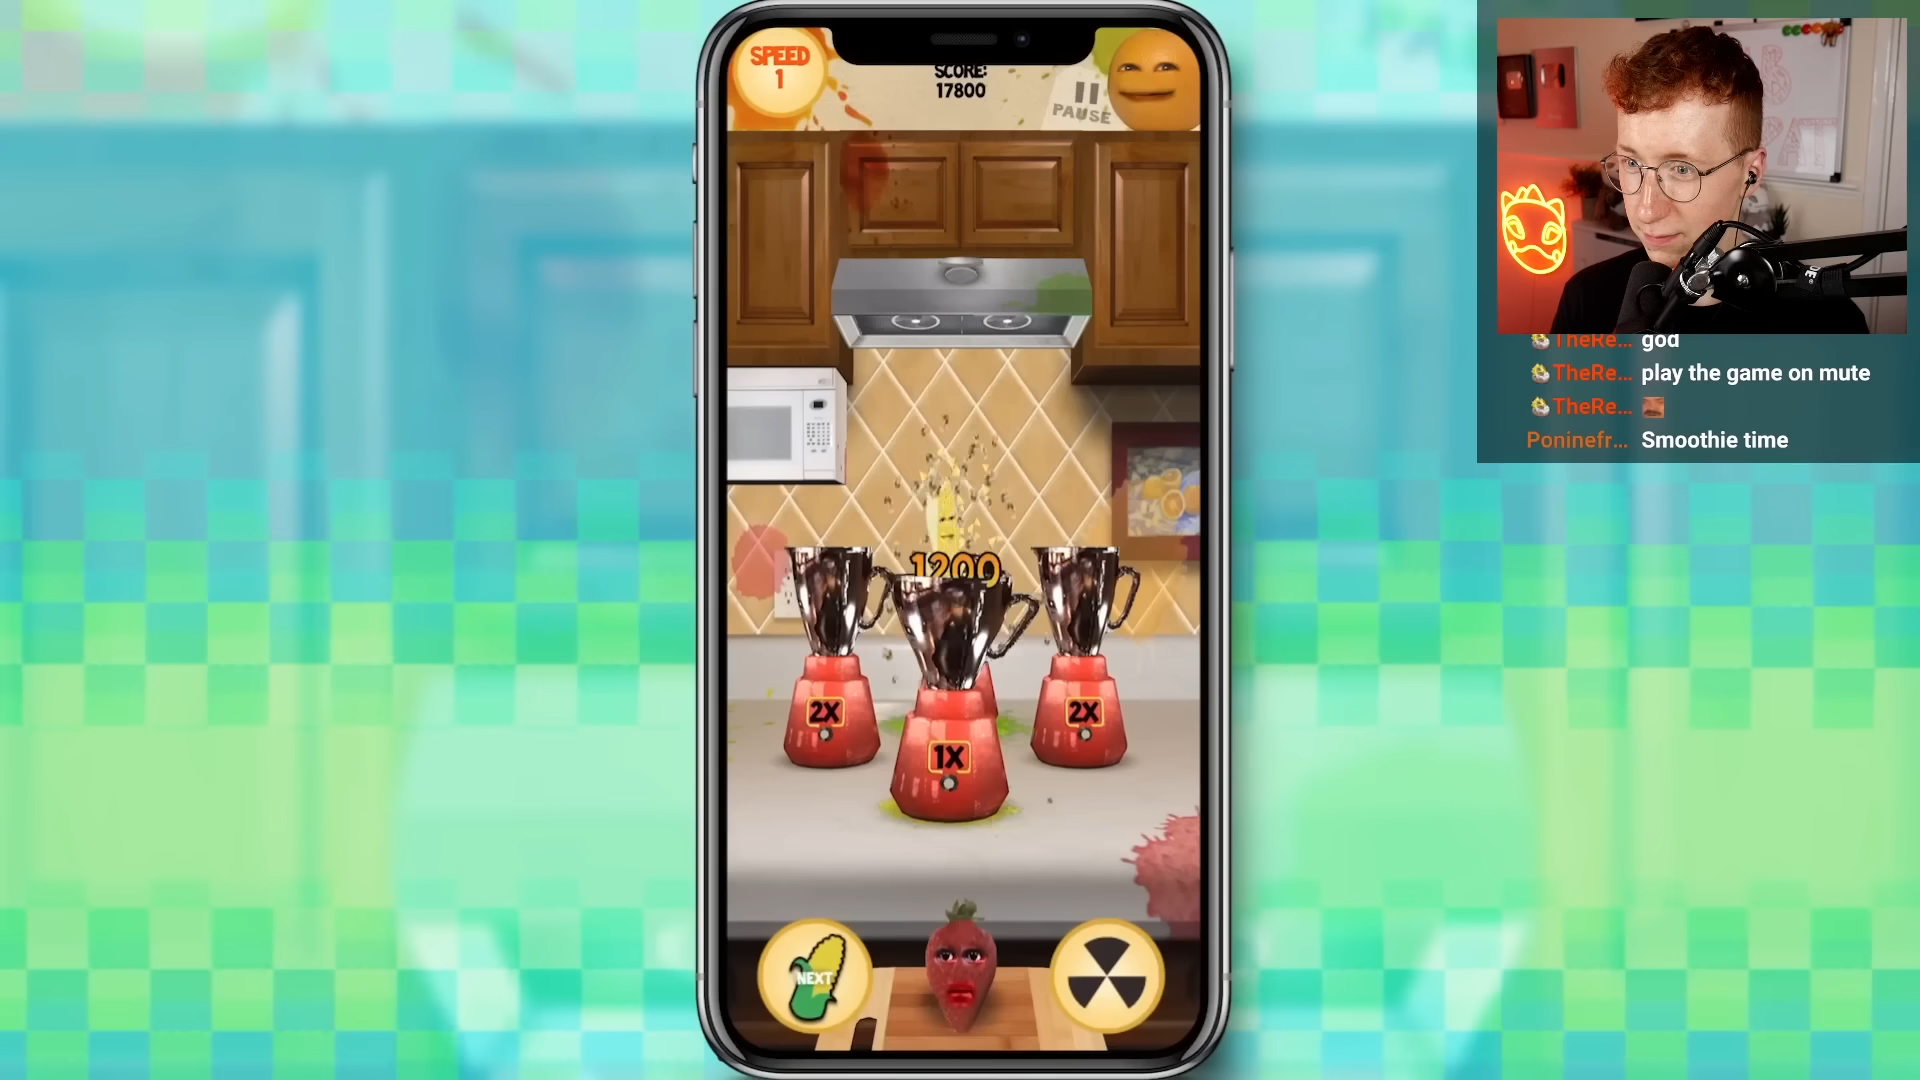 SPEED
1
SCORE:
17800
PAUSE
1200
2X
2X
1X
NEXT
TheRe... god
TheRe... play the game on mute
TheRe...
Poninefr... Smoothie time